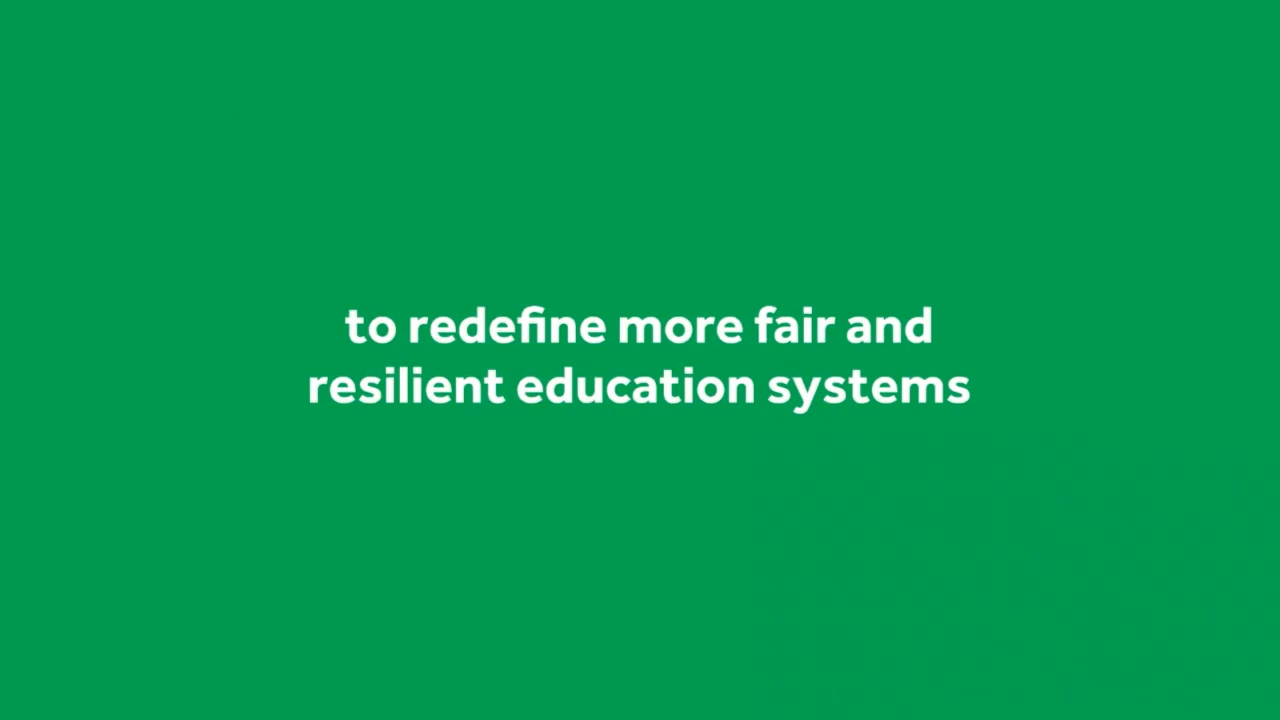 to redefine more fair and
resilient education systems